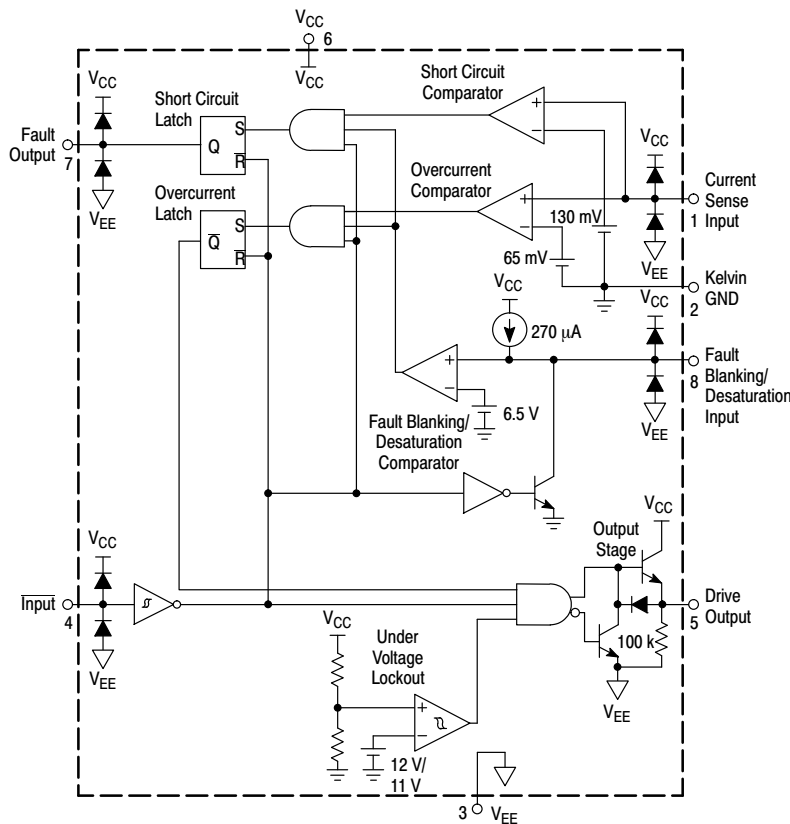 VCC
6
VCC
VCC
Short Circuit
Latch
Short Circuit
Comparator
S
Q
R
Fault
Output
7
VEE
Overcurrent
Latch
S
Q
R
Overcurrent
Comparator
+
−
+
−
130 mV
65 mV
VCC
Current
Sense
Input
1
VEE
Kelvin
GND
2
VCC
270 µA
VCC
Fault
Blanking/
Desaturation
Input
8
VEE
+
−
6.5 V
Fault Blanking/
Desaturation
Comparator
VCC
Output
Stage
VCC
Input
4
VEE
Drive
Output
5
100 k
VEE
VCC
Under
Voltage
Lockout
+
−
12 V/
11 V
3
VEE